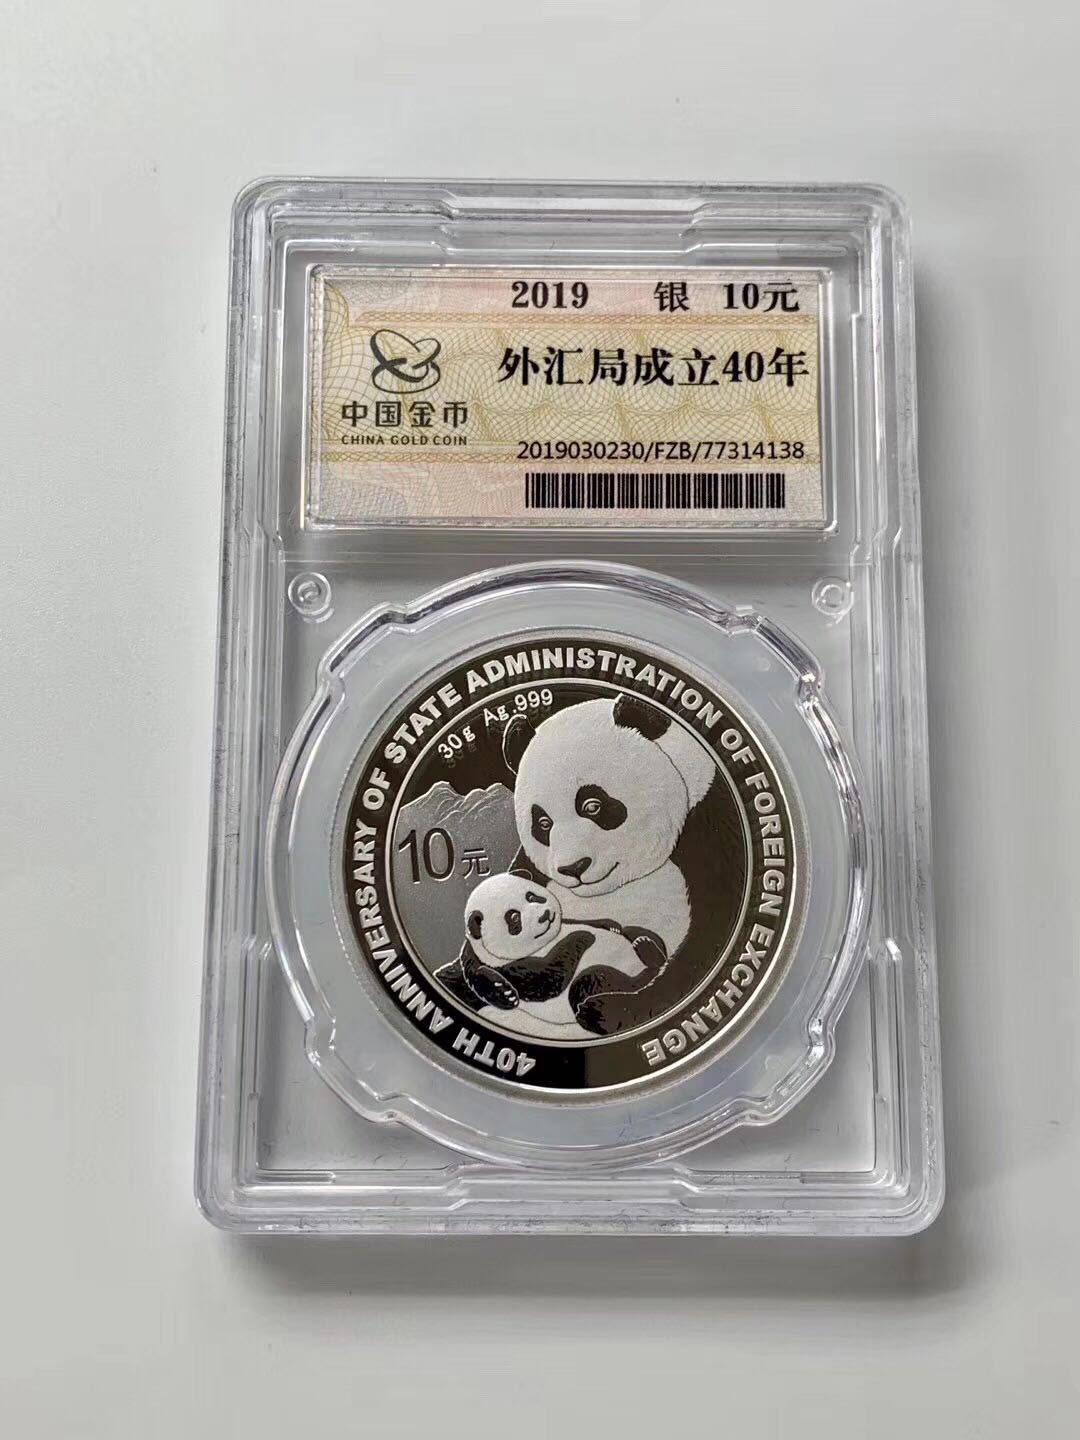 2019 银 10元
外汇局成立40年
中国金币
CHINA GOLD COIN
2019030230/FZB/77314138
40TH ANNIVERSARY OF STATE ADMINISTRATION OF FOREIGN EXCHANGE
30g Ag.999
10元